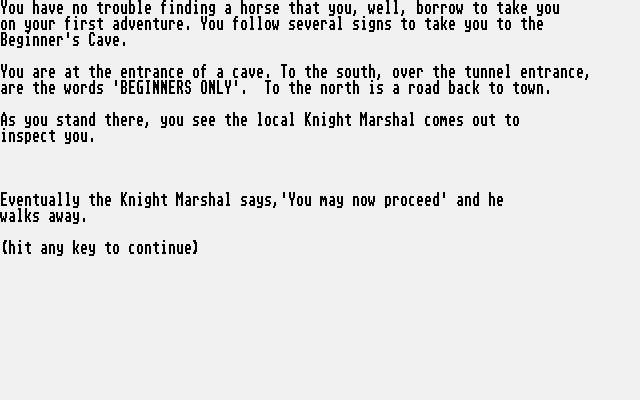 You have no trouble finding a horse that you, well, borrow to take you
on your first adventure. You follow several signs to take you to the
Beginner's Cave.
You are at the entrance of a cave. To the south, over the tunnel entrance,
are the words 'BEGINNERS ONLY'.  To the north is a road back to town.
As you stand there, you see the local Knight Marshal comes out to
inspect you.
Eventually the Knight Marshal says,'You may now proceed' and he
walks away.
(hit any key to continue)